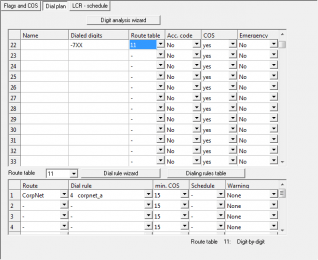 Flags and COS Dial plan LCR - schedule
Digit analysis wizard
Name Dialed digits Route table Acc. code COS Emergency
22 -7XX 11 No yes No
23 - No yes No
24 - No yes No
25 - No yes No
26 - No yes No
27 - No yes No
28 - No yes No
29 - No yes No
30 - No yes No
31 - No yes No
32 - No yes No
33 - No yes No
Route table 11 Dial rule wizard Dialing rules table
Route Dial rule min. COS Schedule Warning
1 CorpNet 4 corpnet_a 15 - None
2 - - 15 - None
3 - - 15 - None
4 - - 15 - None
Route table 11: Digit-by-digit